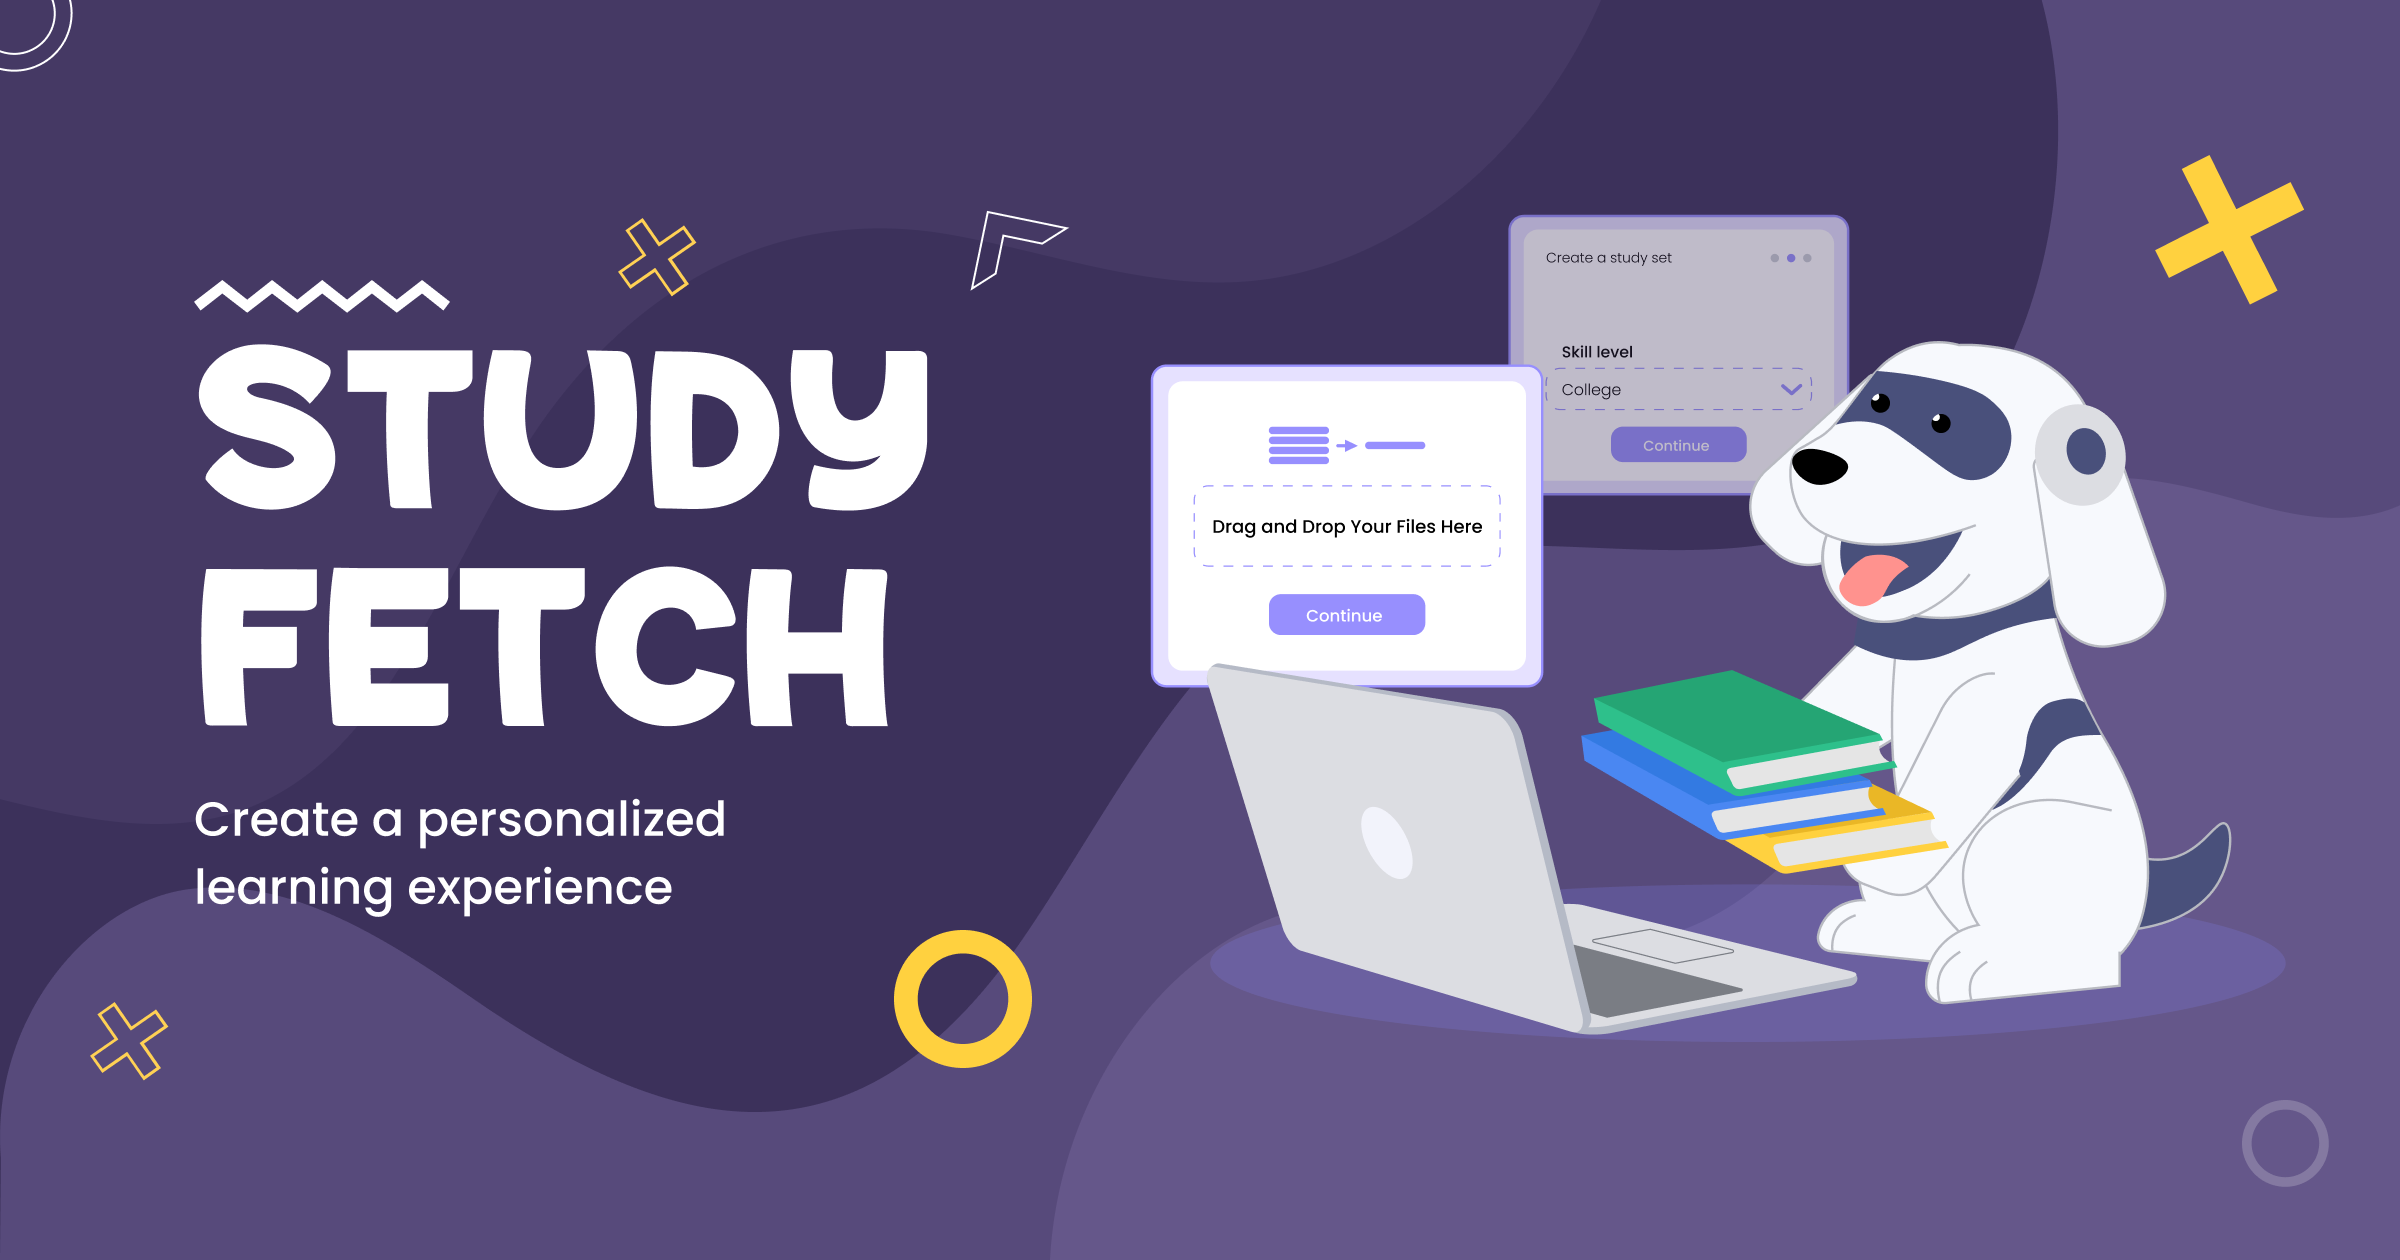 STUDY
FETCH
Create a personalized
learning experience
Create a study set
Skill level
College
Continue
Drag and Drop Your Files Here
Continue